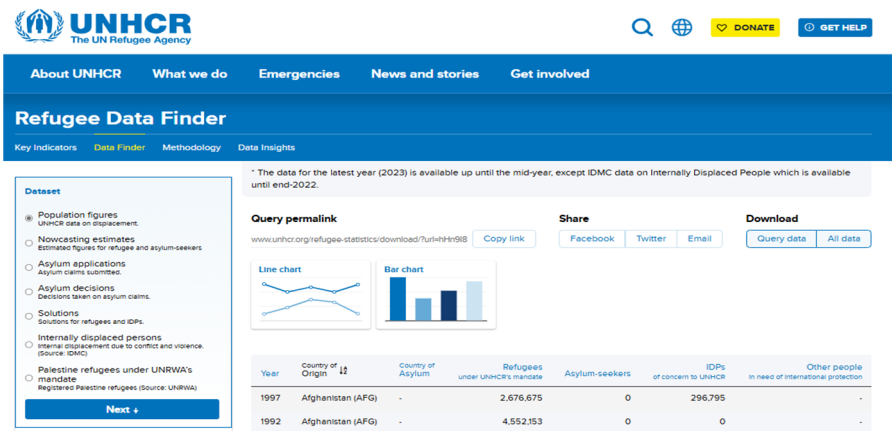 UNHCR
The UN Refugee Agency
DONATE
GET HELP
About UNHCR What we do Emergencies News and stories Get involved
Refugee Data Finder
Key Indicators Data Finder Methodology Data Insights
* The data for the latest year (2023) is available up until the mid-year, except IDMC data on Internally Displaced People which is available
until end-2022.
Dataset
Population figures
UNHCR data on displacement.
Nowcasting estimates
Estimated figures for refugee and asylum-seekers
Asylum applications
Asylum claims submitted.
Asylum decisions
Decisions taken on asylum claims.
Solutions
Solutions for refugees and IDPs.
Internally displaced persons
Internal displacement due to conflict and violence.
(Source: IDMC)
Palestine refugees under UNRWA's
mandate
Registered Palestine refugees (Source: UNRWA)
Next ↓
Query permalink Share Download
www.unhcr.org/refugee-statistics/download/?url=hHn9I8 Copy link Facebook Twitter Email Query data All data
Line chart Bar chart
Year Country of Origin Country of Asylum Refugees under UNHCR's mandate Asylum-seekers IDPs of concern to UNHCR Other people in need of international protection
1997 Afghanistan (AFG) - 2,676,675 0 296,795 -
1992 Afghanistan (AFG) - 4,552,153 0 0 -